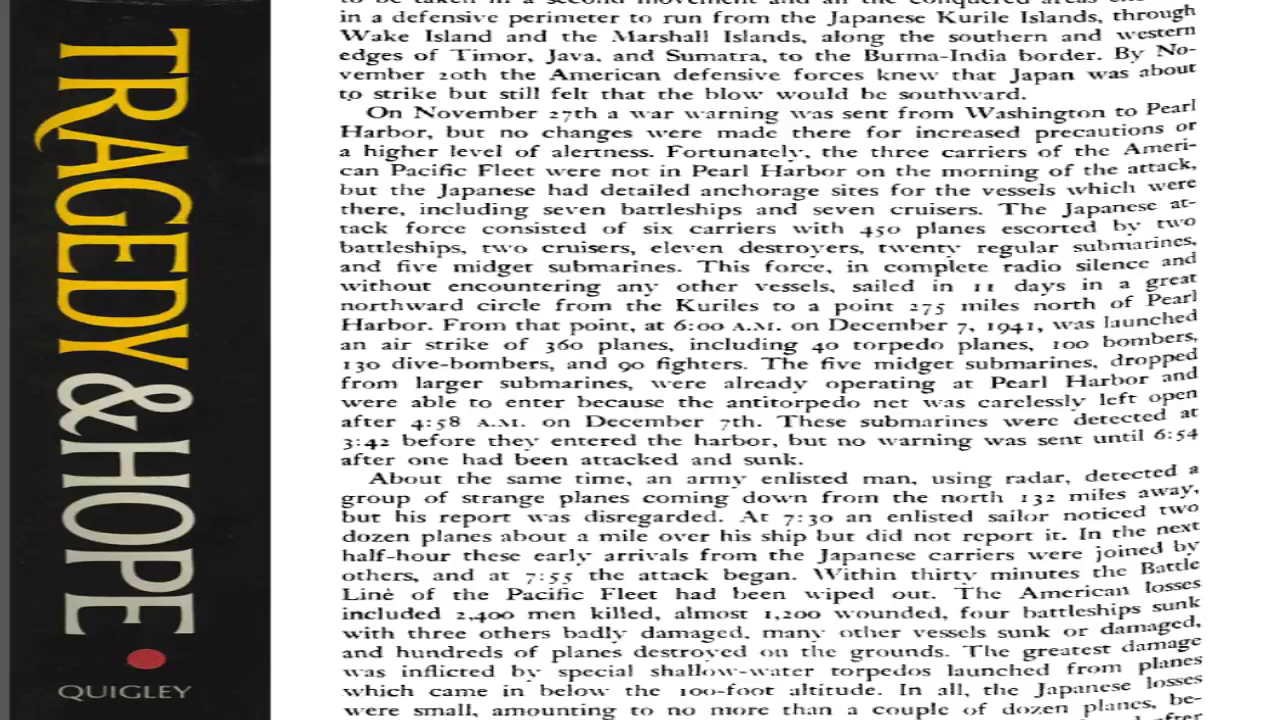 TRAGEDY & HOPE
QUIGLEY
in a defensive perimeter to run from the Japanese Kurile Islands, through
Wake Island and the Marshall Islands, along the southern and western
edges of Timor, Java, and Sumatra, to the Burma-India border. By No-
vember 20th the American defensive forces knew that Japan was about
to strike but still felt that the blow would be southward.
On November 27th a war warning was sent from Washington to Pearl
Harbor, but no changes were made there for increased precautions or
a higher level of alertness. Fortunately, the three carriers of the Ameri-
can Pacific Fleet were not in Pearl Harbor on the morning of the attack,
but the Japanese had detailed anchorage sites for the vessels which were
there, including seven battleships and seven cruisers. The Japanese at-
tack force consisted of six carriers with 450 planes escorted by two
battleships, two cruisers, eleven destroyers, twenty regular submarines,
and five midget submarines. This force, in complete radio silence and
without encountering any other vessels, sailed in 11 days in a great
northward circle from the Kuriles to a point 275 miles north of Pearl
Harbor. From that point, at 6:00 A.M. on December 7, 1941, was launched
an air strike of 360 planes, including 40 torpedo planes, 100 bombers,
130 dive-bombers, and 90 fighters. The five midget submarines, dropped
from larger submarines, were already operating at Pearl Harbor and
were able to enter because the antitorpedo net was carelessly left open
after 4:58 A.M. on December 7th. These submarines were detected at
3:42 before they entered the harbor, but no warning was sent until 6:54
after one had been attacked and sunk.
About the same time, an army enlisted man, using radar, detected a
group of strange planes coming down from the north 132 miles away,
but his report was disregarded. At 7:30 an enlisted sailor noticed two
dozen planes about a mile over his ship but did not report it. In the next
half-hour these early arrivals from the Japanese carriers were joined by
others, and at 7:55 the attack began. Within thirty minutes the Battle
Line of the Pacific Fleet had been wiped out. The American losses
included 2,400 men killed, almost 1,200 wounded, four battleships sunk
with three others badly damaged, many other vessels sunk or damaged,
and hundreds of planes destroyed on the grounds. The greatest damage
was inflicted by special shallow-water torpedos launched from planes
which came in below the 100-foot altitude. In all, the Japanese losses
were small, amounting to no more than a couple of dozen planes, be-